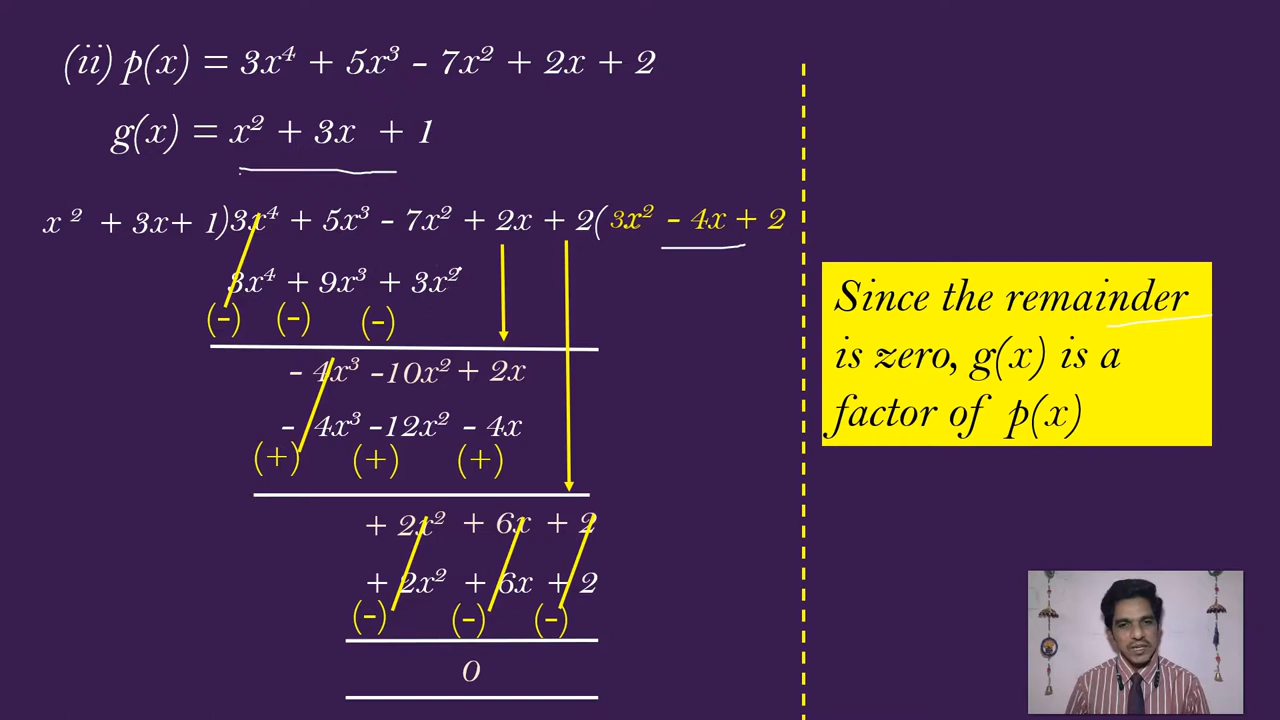 (ii) p(x) = 3x⁴ + 5x³ - 7x² + 2x + 2
g(x) = x² + 3x + 1
x² + 3x + 1)3x⁴ + 5x³ - 7x² + 2x + 2(3x² - 4x + 2
3x⁴ + 9x³ + 3x²
(-) (-) (-)
- 4x³ -10x² + 2x
- 4x³ -12x² - 4x
(+) (+) (+)
+ 2x² + 6x + 2
+ 2x² + 6x + 2
(-) (-) (-)
0
Since the remainder
is zero, g(x) is a
factor of p(x)